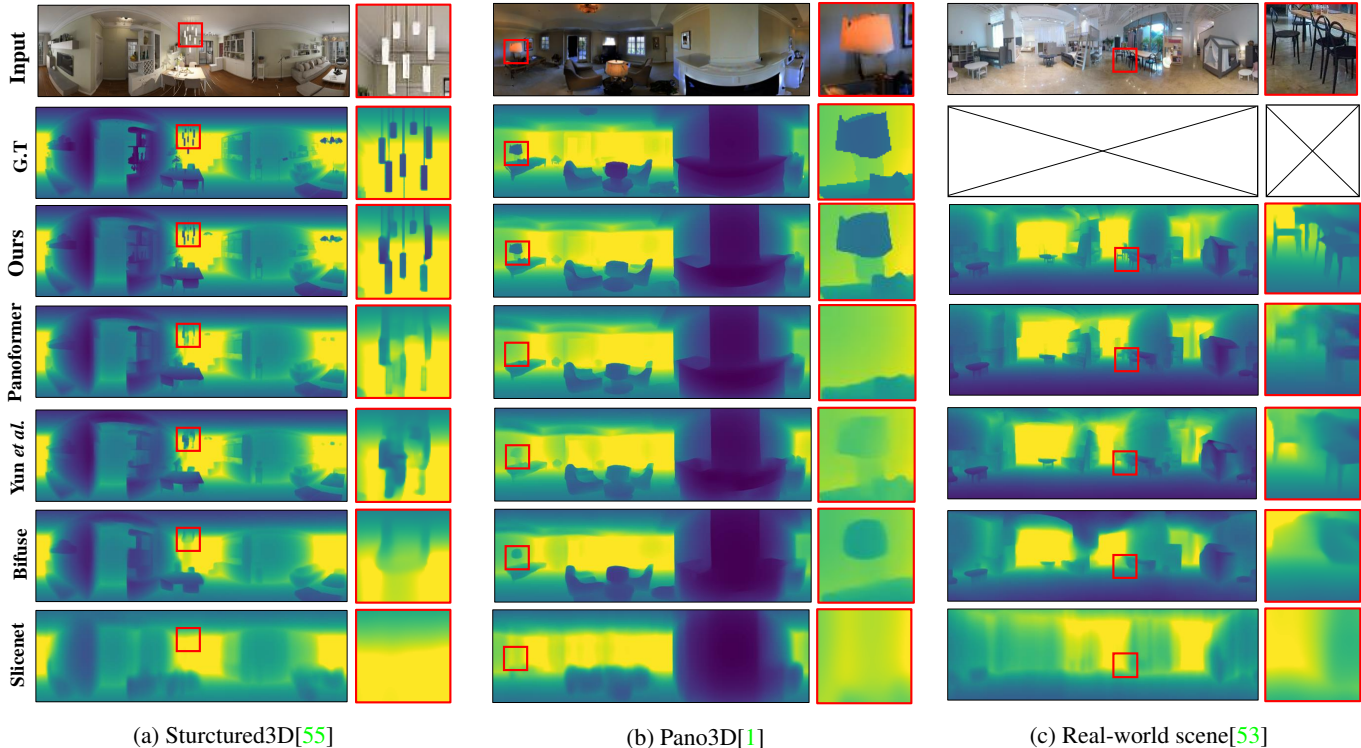 Input
G.T
Ours
Panoformer
Yun et al.
Bifuse
Slicenet
(a) Sturctured3D[55]
(b) Pano3D[1]
(c) Real-world scene[53]